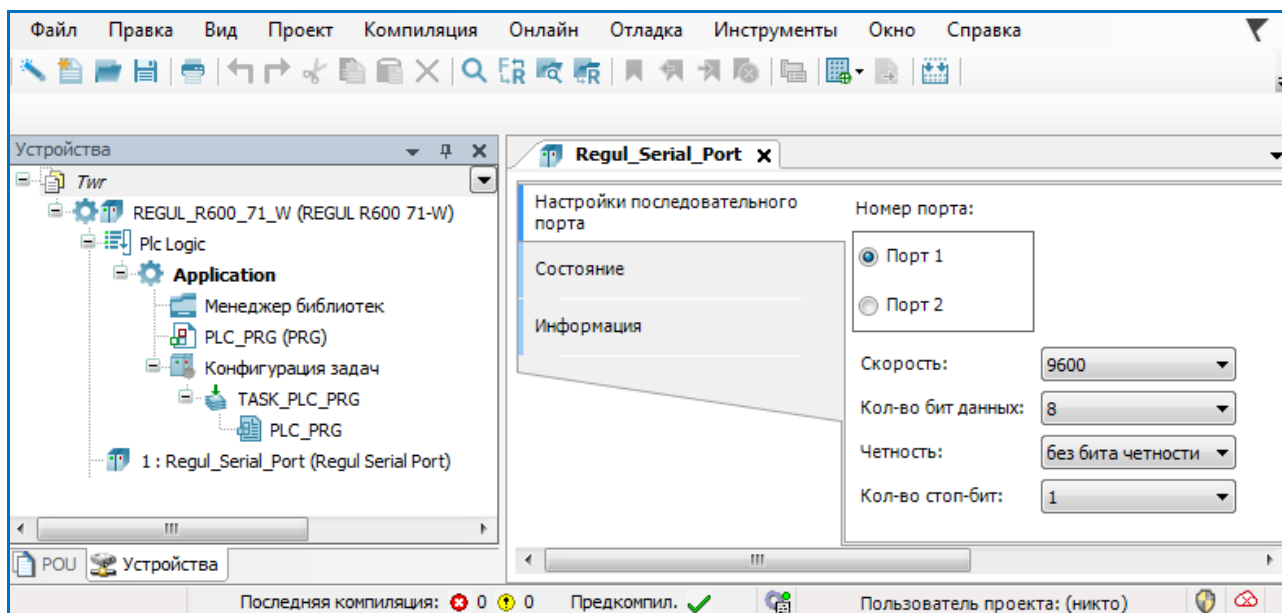 Файл Правка Вид Проект Компиляция Онлайн Отладка Инструменты Окно Справка
Устройства
Twr
REGUL_R600_71_W (REGUL R600 71-W)
Plc Logic
Application
Менеджер библиотек
PLC_PRG (PRG)
Конфигурация задач
TASK_PLC_PRG
PLC_PRG
1 : Regul_Serial_Port (Regul Serial Port)
POU Устройства
Regul_Serial_Port
Настройки последовательного
порта
Состояние
Информация
Номер порта:
Порт 1
Порт 2
Скорость: 9600
Кол-во бит данных: 8
Четность: без бита четности
Кол-во стоп-бит: 1
Последняя компиляция: 0 0 Предкомпил. Пользователь проекта: (никто)